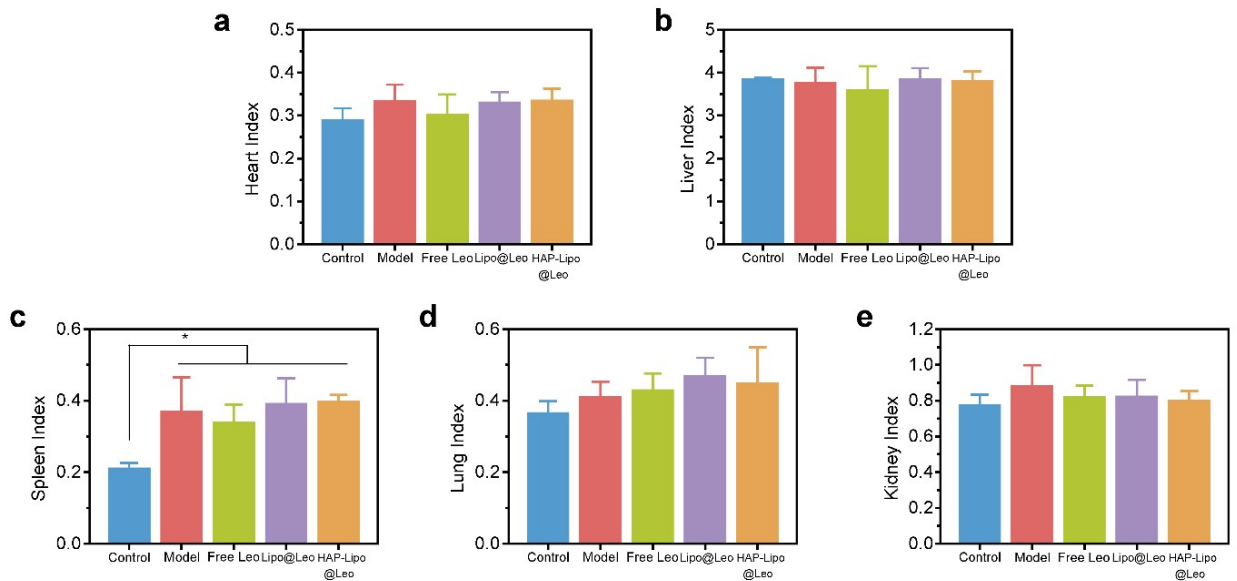 a
0.5
0.4
0.3
0.2
0.1
0.0
Heart Index
Control Model Free Leo Lipo@Leo HAP-Lipo
@Leo
b
5
4
3
2
1
0
Liver Index
Control Model Free Leo Lipo@Leo HAP-Lipo
@Leo
c
0.6
0.4
0.2
0.0
Spleen Index
*
Control Model Free Leo Lipo@Leo HAP-Lipo
@Leo
d
0.6
0.4
0.2
0.0
Lung Index
Control Model Free Leo Lipo@Leo HAP-Lipo
@Leo
e
1.2
1.0
0.8
0.6
0.4
0.2
0.0
Kidney Index
Control Model Free Leo Lipo@Leo HAP-Lipo
@Leo